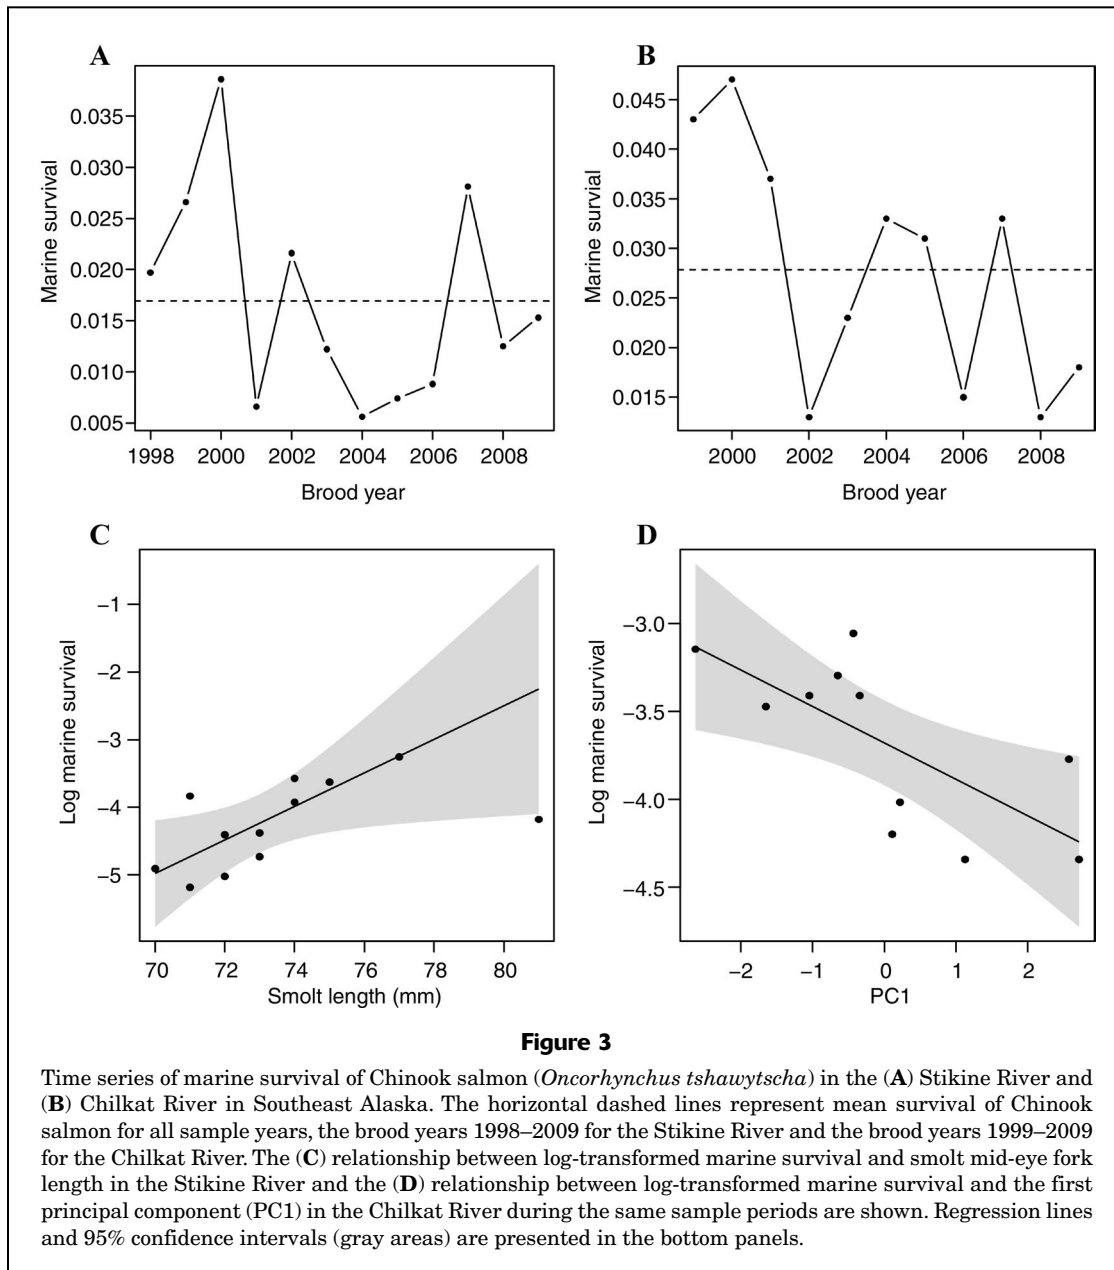 A
Marine survival
0.035
0.030
0.025
0.020
0.015
0.010
0.005
1998 2000 2002 2004 2006 2008
Brood year
B
Marine survial
0.045
0.040
0.035
0.030
0.025
0.020
0.015
2000 2002 2004 2006 2008
Brood year
C
Log marine survival
−1
−2
−3
−4
−5
70 72 74 76 78 80
Smolt length (mm)
D
Log marine survival
−3.0
−3.5
−4.0
−4.5
−2 −1 0 1 2
PC1
Figure 3
Time series of marine survival of Chinook salmon (Oncorhynchus tshawytscha) in the (A) Stikine River and
(B) Chilkat River in Southeast Alaska. The horizontal dashed lines represent mean survival of Chinook
salmon for all sample years, the brood years 1998–2009 for the Stikine River and the brood years 1999–2009
for the Chilkat River. The (C) relationship between log-transformed marine survival and smolt mid-eye fork
length in the Stikine River and the (D) relationship between log-transformed marine survival and the first
principal component (PC1) in the Chilkat River during the same sample periods are shown. Regression lines
and 95% confidence intervals (gray areas) are presented in the bottom panels.